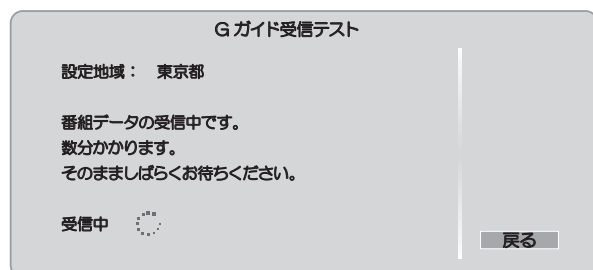 Gガイド受信テスト
設定地域： 東京都
番組データの受信中です。
数分かかります。
そのまましばらくお待ちください。
受信中
戻る